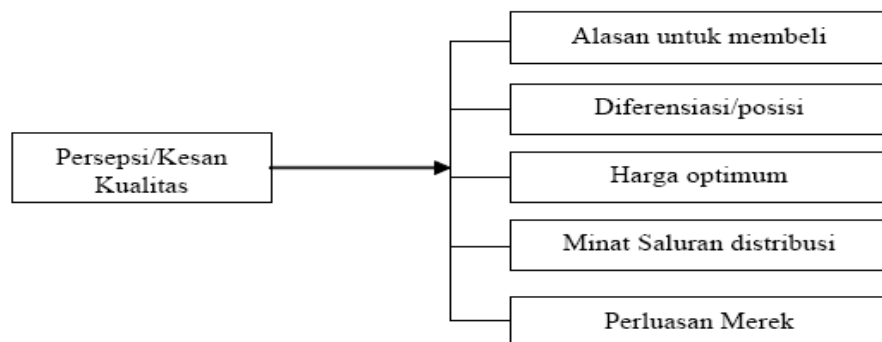 Persepsi/Kesan
Kualitas
Alasan untuk membeli
Diferensiasi/posisi
Harga optimum
Minat Saluran distribusi
Perluasan Merek